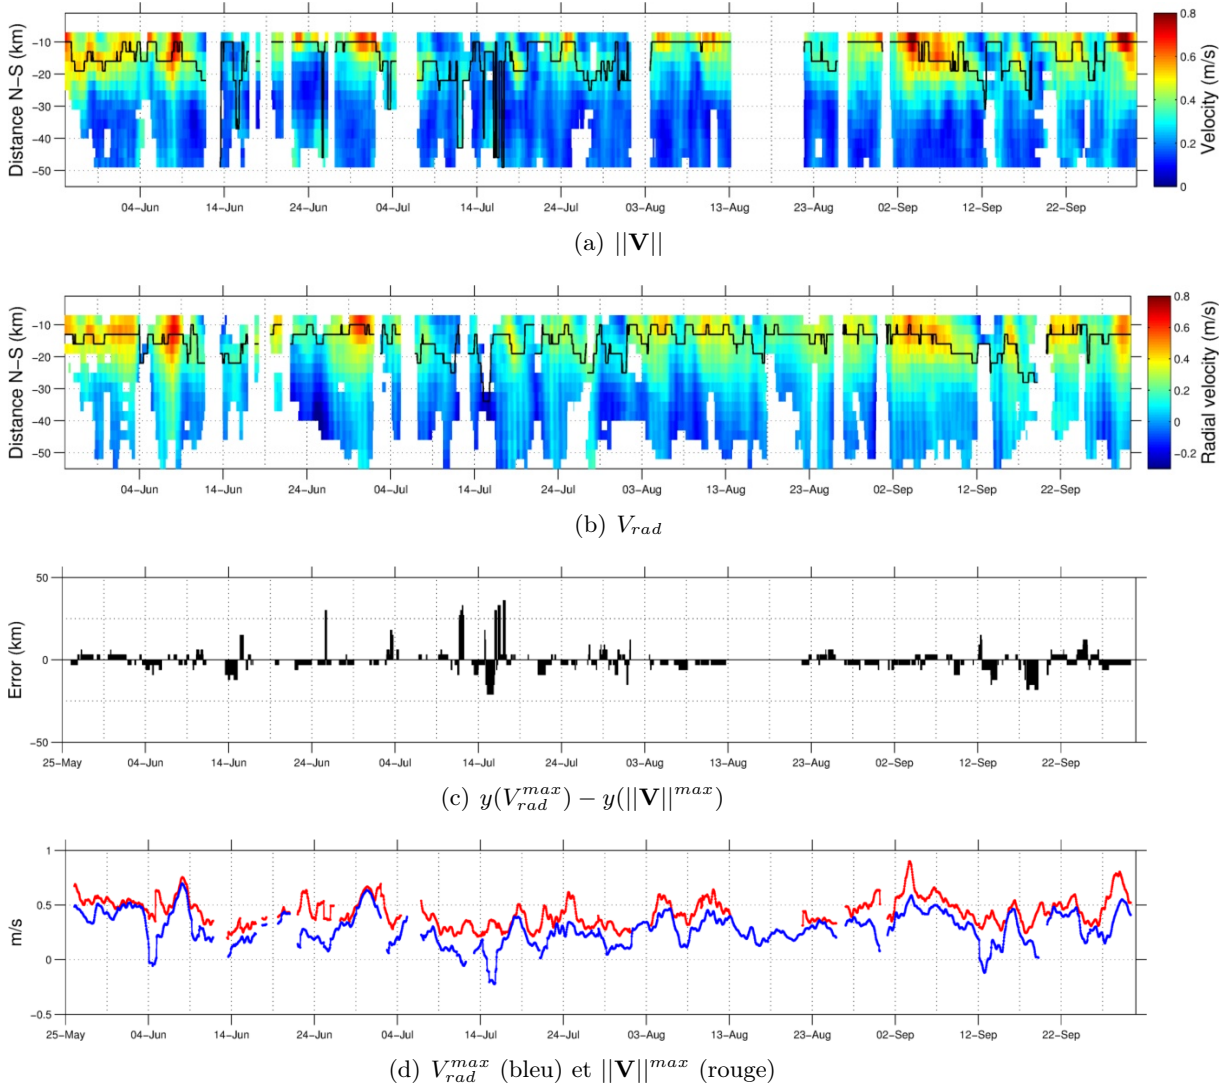 0.8
0.6
0.4
0.2
0
Velocity (m/s)
Distance N−S (km)
−10
−20
−30
−40
−50
04−Jun 14−Jun 24−Jun 04−Jul 14−Jul 24−Jul 03−Aug 13−Aug 23−Aug 02−Sep 12−Sep 22−Sep
(a) ||V||
0.8
0.6
0.4
0.2
0
−0.2
Radial velocity (m/s)
Distance N−S (km)
−10
−20
−30
−40
−50
04−Jun 14−Jun 24−Jun 04−Jul 14−Jul 24−Jul 03−Aug 13−Aug 23−Aug 02−Sep 12−Sep 22−Sep
(b) V_rad
Error (km)
50
0
−50
25−May 04−Jun 14−Jun 24−Jun 04−Jul 14−Jul 24−Jul 03−Aug 13−Aug 23−Aug 02−Sep 12−Sep 22−Sep
(c) y(V_rad^max) − y(||V||^max)
m/s
1
0.5
0
−0.5
25−May 04−Jun 14−Jun 24−Jun 04−Jul 14−Jul 24−Jul 03−Aug 13−Aug 23−Aug 02−Sep 12−Sep 22−Sep
(d) V_rad^max (bleu) et ||V||^max (rouge)